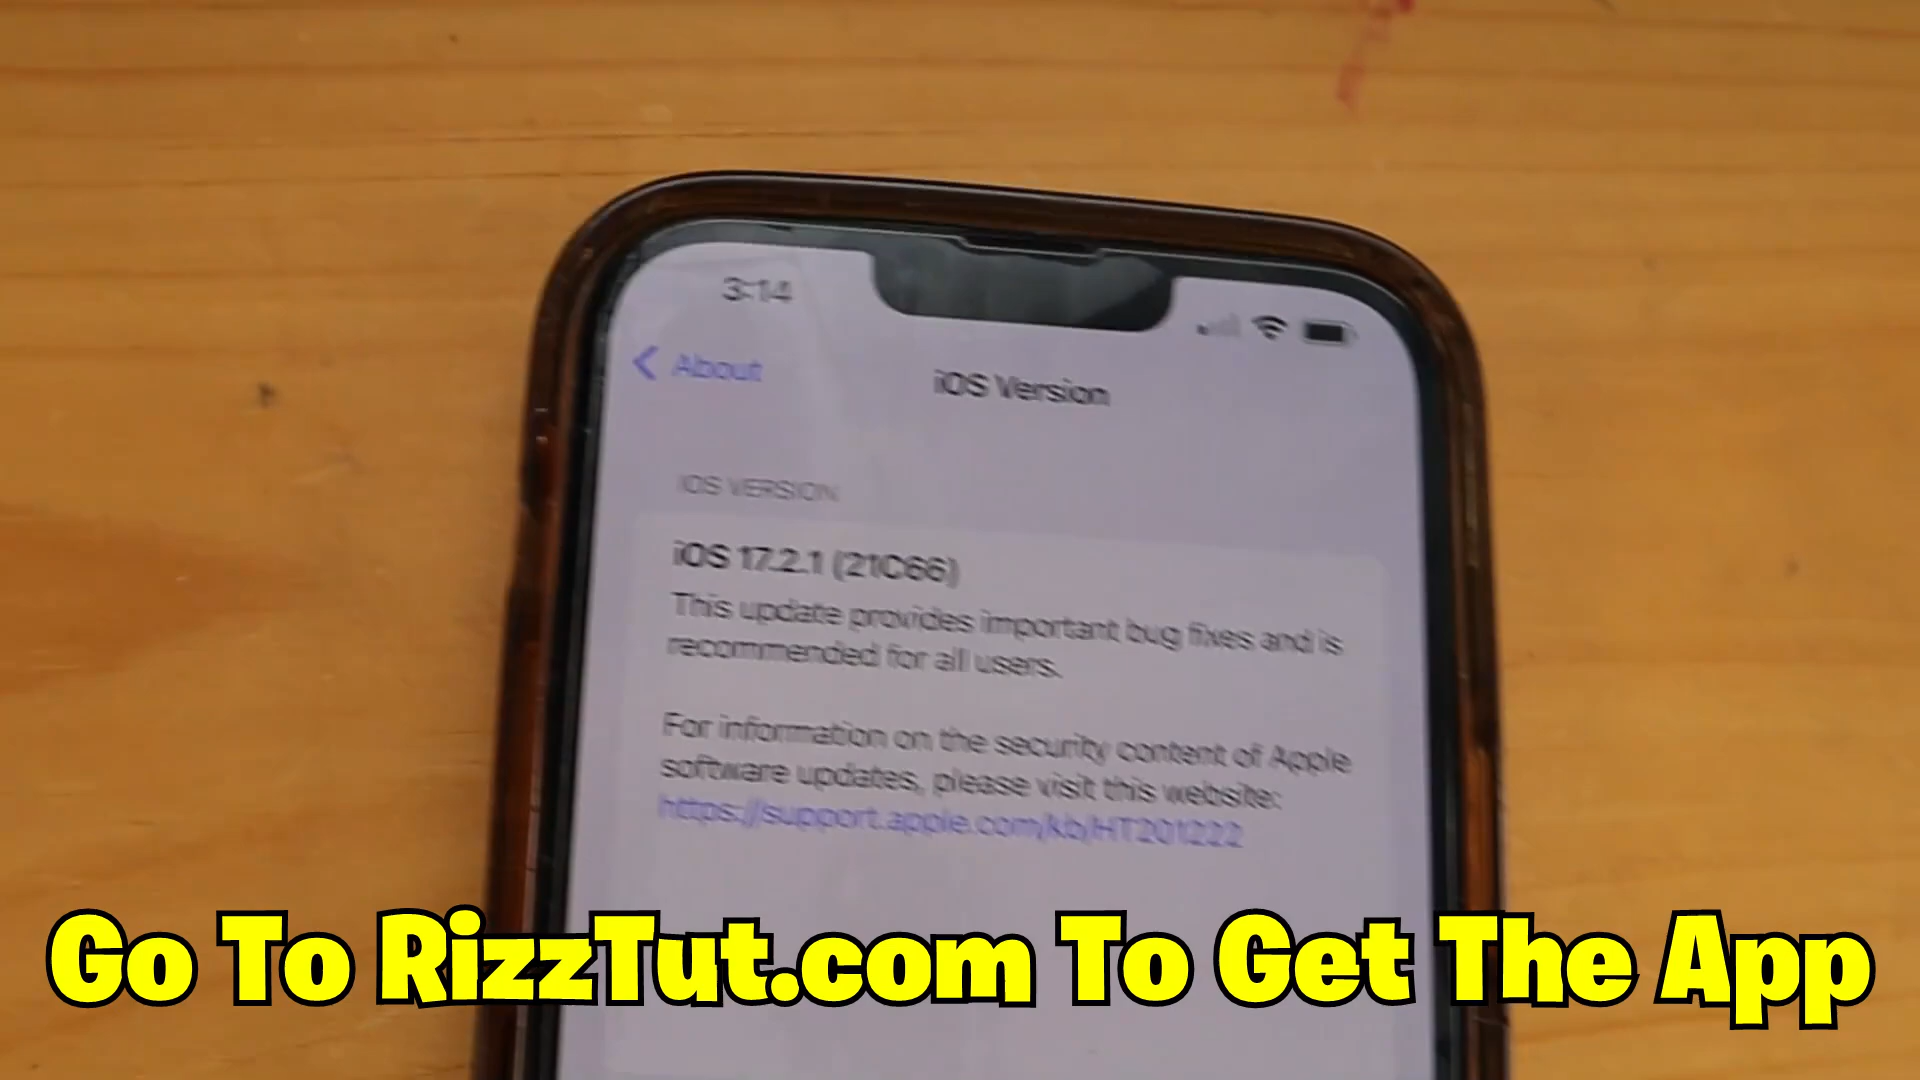 3:14
About
iOS Version
IOS VERSION
iOS 17.2.1 (21C66)
This update provides important bug fixes and is
recommended for all users.
For information on the security content of Apple
software updates, please visit this website:
https://support.apple.com/kb/HT201222
Go To RizzTut.com To Get The App